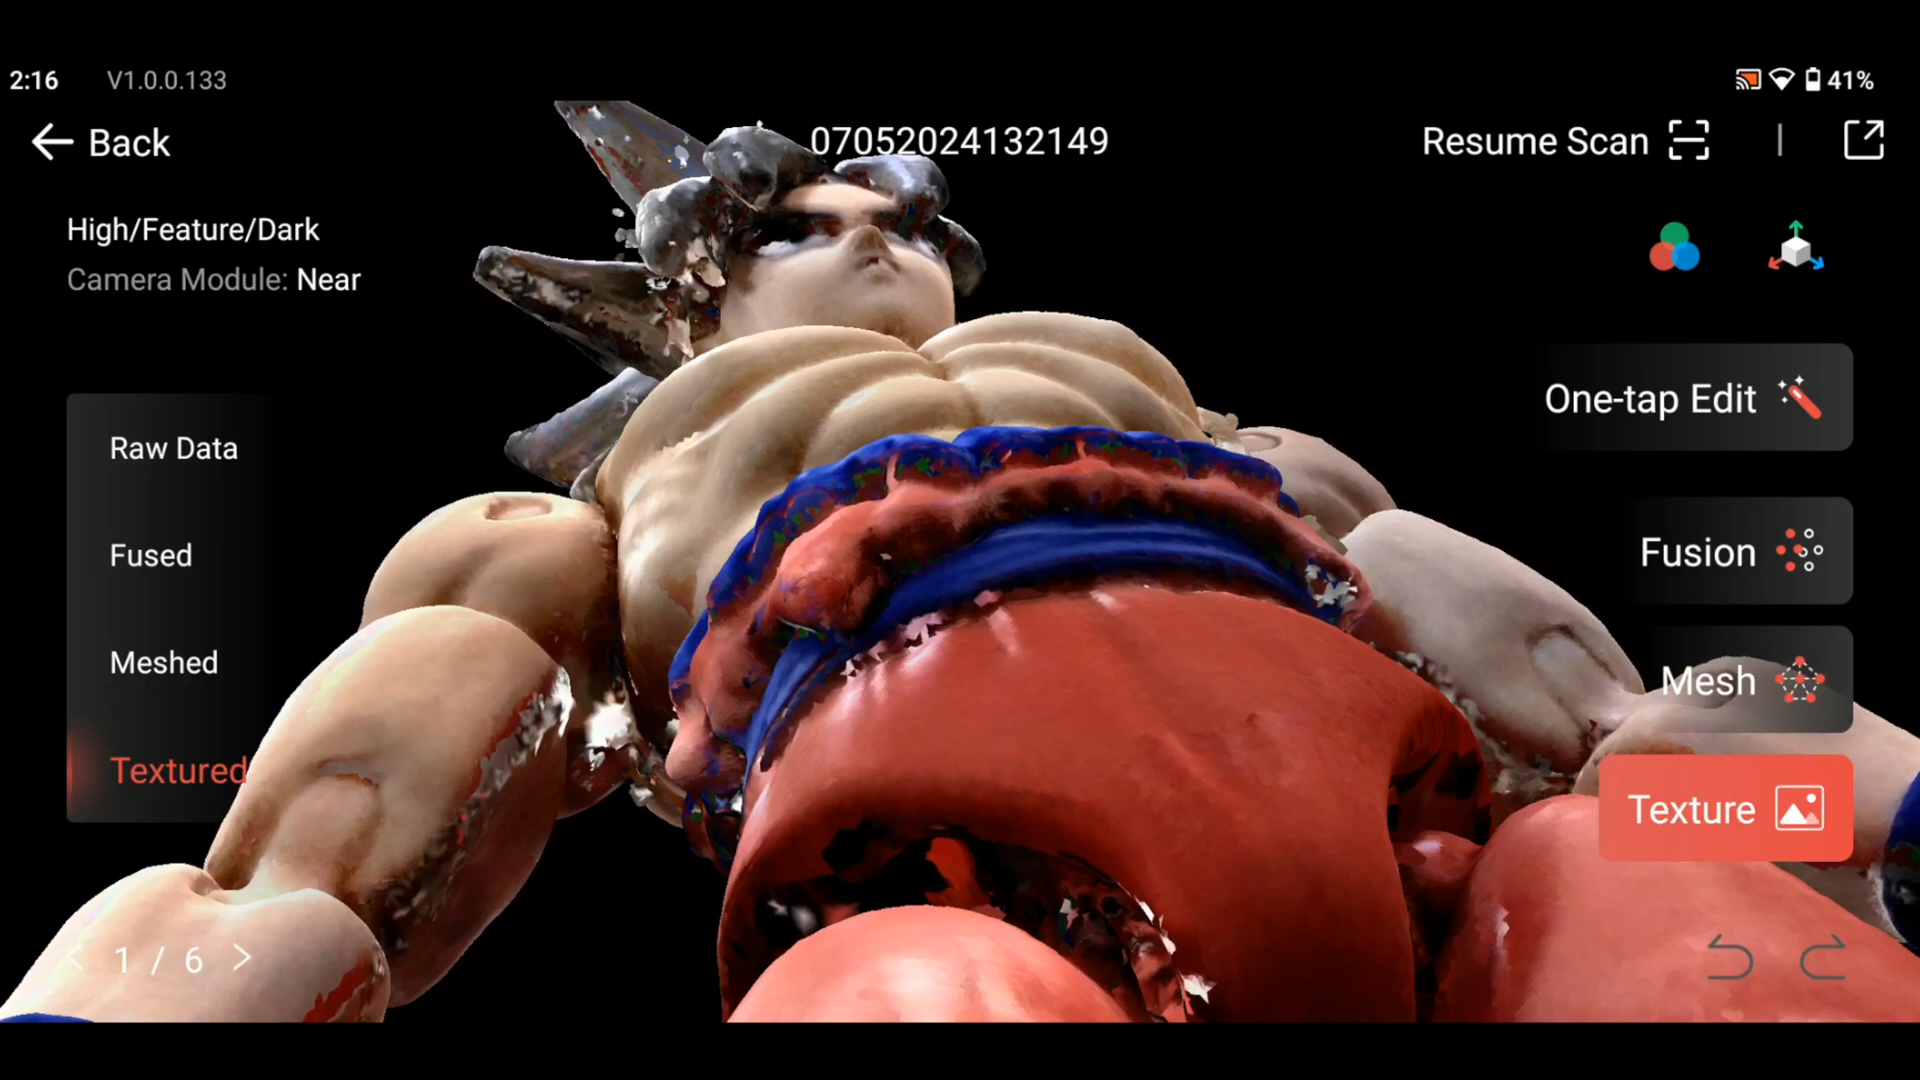 2:16 V1.0.0.133 41%
Back 07052024132149 Resume Scan
High/Feature/Dark
Camera Module: Near
One-tap Edit
Raw Data
Fused
Fusion
Meshed
Mesh
Textured
Texture
< 1 / 6 >